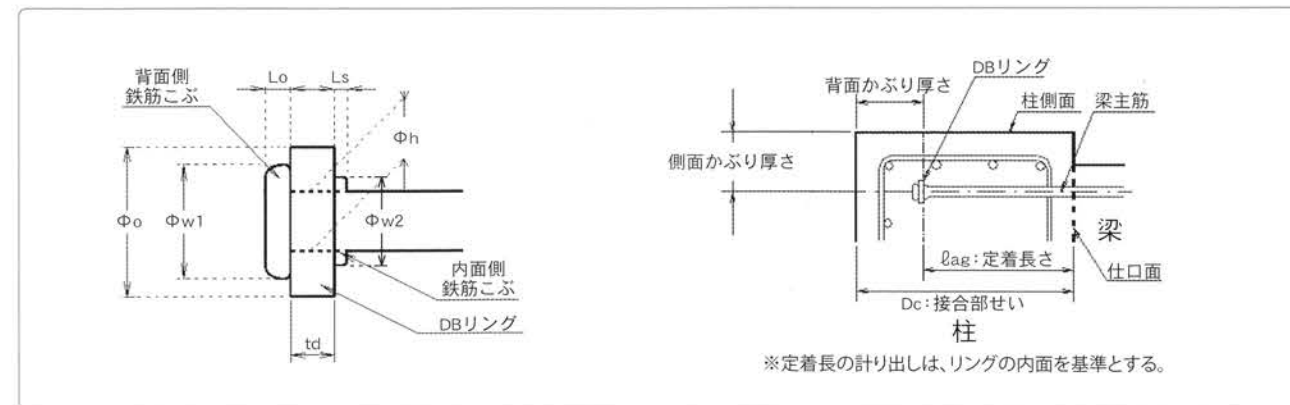 背面側
鉄筋こぶ
Lo
Ls
Φh
Φo
Φw1
Φw2
内面側
鉄筋こぶ
DBリング
td
背面かぶり厚さ
DBリング
柱側面
梁主筋
側面かぶり厚さ
梁
ℓag:定着長さ
仕口面
Dc:接合部せい
柱
※定着長の計り出しは、リングの内面を基準とする。